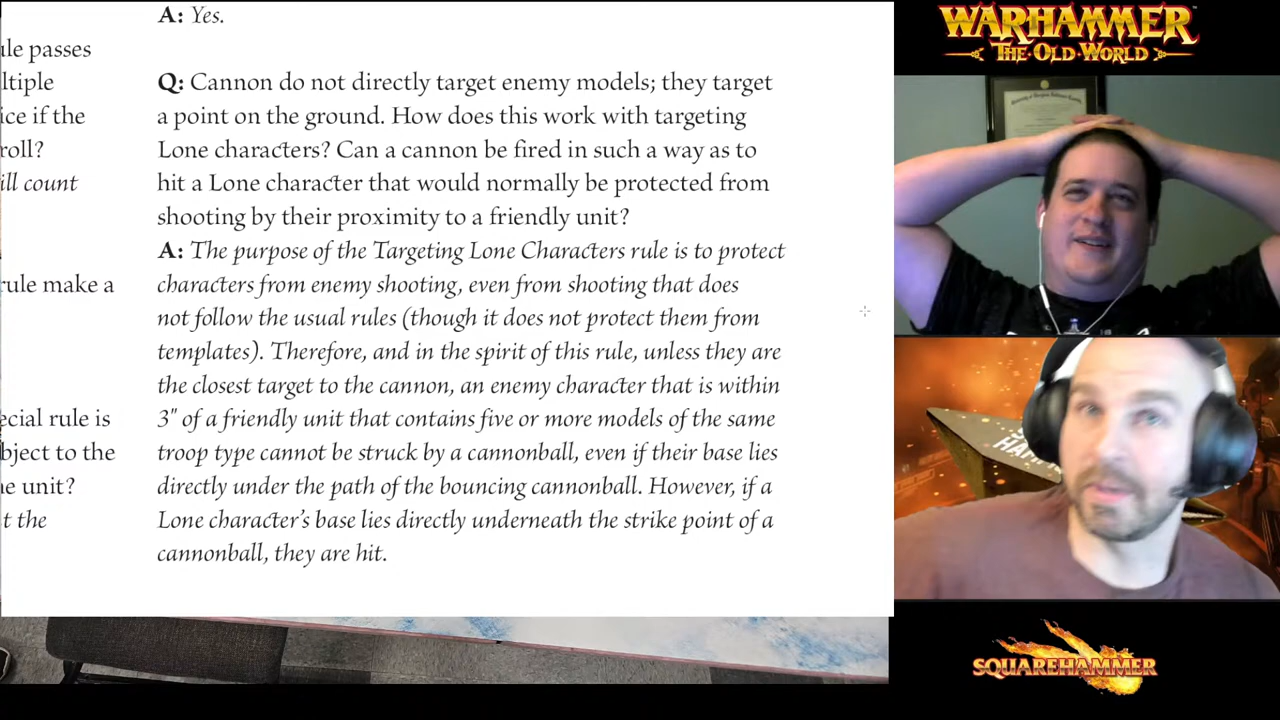 A: Yes.
ule passes
ltiple
ice if the
roll?
ill count
rule make a
ecial rule is
bject to the
ne unit?
t the
Q: Cannon do not directly target enemy models; they target
a point on the ground. How does this work with targeting
Lone characters? Can a cannon be fired in such a way as to
hit a Lone character that would normally be protected from
shooting by their proximity to a friendly unit?
A: The purpose of the Targeting Lone Characters rule is to protect
characters from enemy shooting, even from shooting that does
not follow the usual rules (though it does not protect them from
templates). Therefore, and in the spirit of this rule, unless they are
the closest target to the cannon, an enemy character that is within
3" of a friendly unit that contains five or more models of the same
troop type cannot be struck by a cannonball, even if their base lies
directly under the path of the bouncing cannonball. However, if a
Lone character's base lies directly underneath the strike point of a
cannonball, they are hit.
WARHAMMER
THE•OLD•WORLD
SQUAREHAMMER